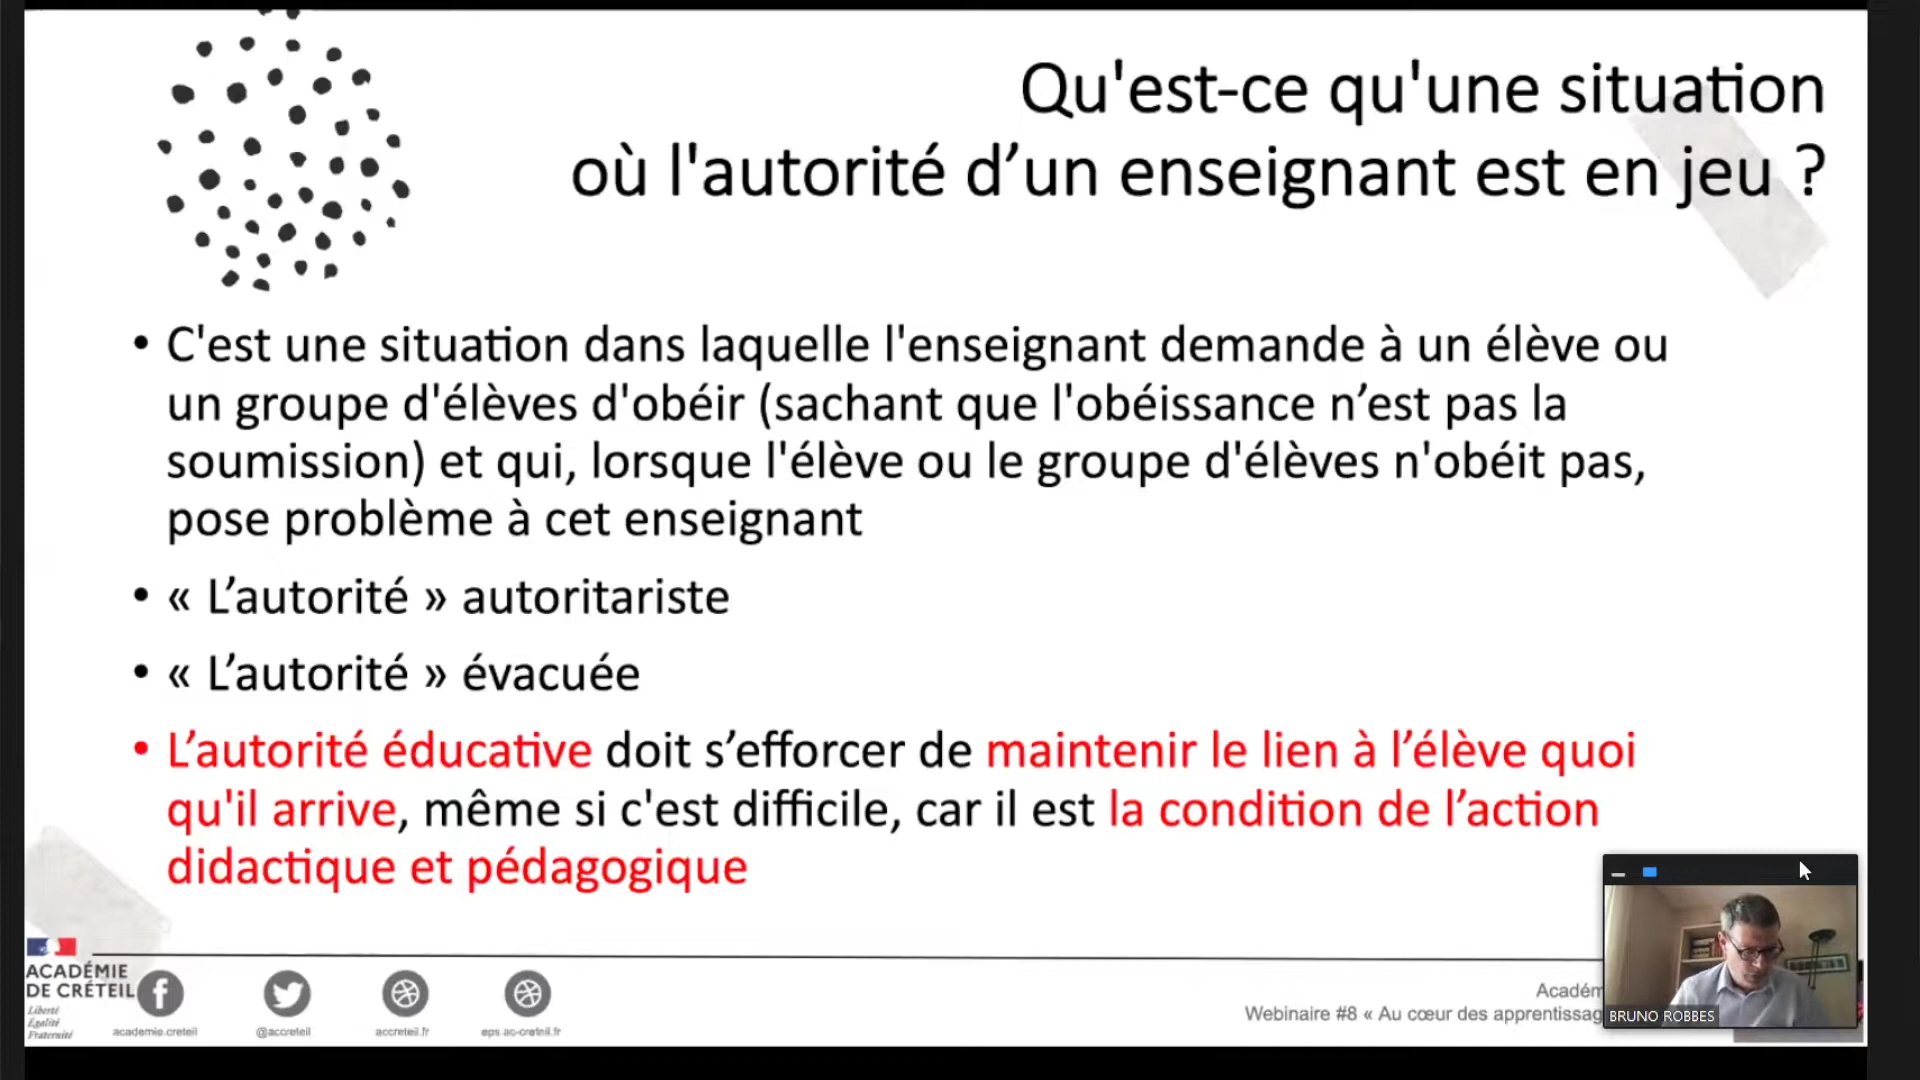 Qu'est-ce qu'une situation
où l'autorité d’un enseignant est en jeu ?
• C'est une situation dans laquelle l'enseignant demande à un élève ou
un groupe d'élèves d'obéir (sachant que l'obéissance n’est pas la
soumission) et qui, lorsque l'élève ou le groupe d'élèves n'obéit pas,
pose problème à cet enseignant
• « L’autorité » autoritariste
• « L’autorité » évacuée
• L’autorité éducative doit s’efforcer de maintenir le lien à l’élève quoi
qu'il arrive, même si c'est difficile, car il est la condition de l’action
didactique et pédagogique
ACADÉMIE
DE CRÉTEIL
Liberté
Égalité
Fraternité
academie.creteil
@accreteil
accreteil.fr
eps.ac-creteil.fr
Académ
Webinaire #8 « Au cœur des apprentissag
BRUNO ROBBES